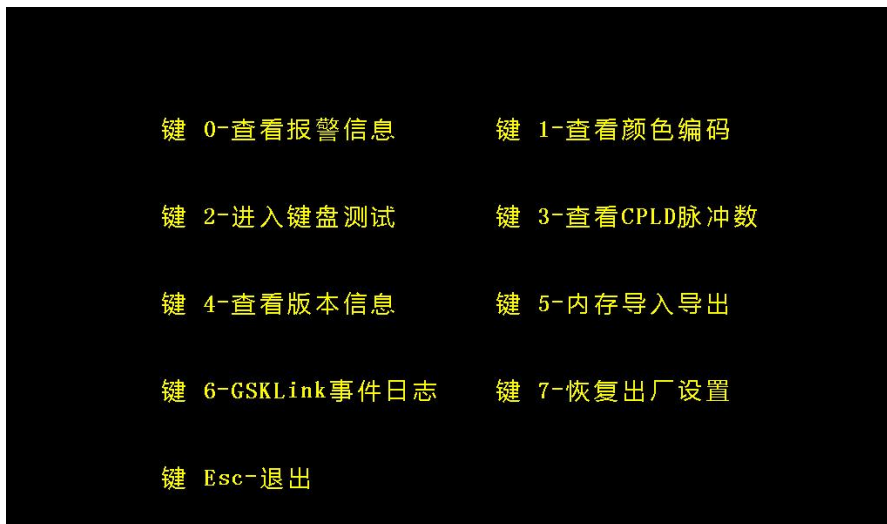 键 0-查看报警信息 键 1-查看颜色编码
键 2-进入键盘测试 键 3-查看CPLD脉冲数
键 4-查看版本信息 键 5-内存导入导出
键 6-GSKLink事件日志 键 7-恢复出厂设置
键 Esc-退出